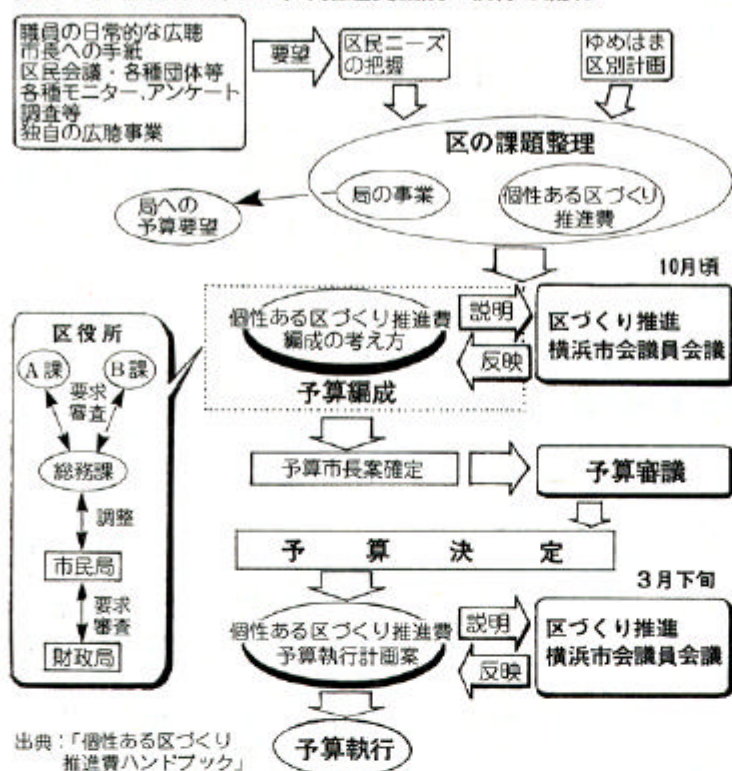 職員の日常的な広聴
市長への手紙
区民会議・各種団体等
各種モニター、アンケート
調査等
独自の広聴事業
要望
区民ニーズ
の把握
ゆめはま
区別計画
区の課題整理
局の事業
個性ある区づくり
推進費
局への
予算要望
10月頃
個性ある区づくり推進費
編成の考え方
説明
反映
区づくり推進
横浜市会議員会議
予算編成
区役所
A課
B課
要求
審査
総務課
調整
市民局
要求
審査
財政局
予算市長案確定
予算審議
予算決定
3月下旬
個性ある区づくり推進費
予算執行計画案
説明
反映
区づくり推進
横浜市会議員会議
予算執行
出典：「個性ある区づくり
推進費ハンドブック」